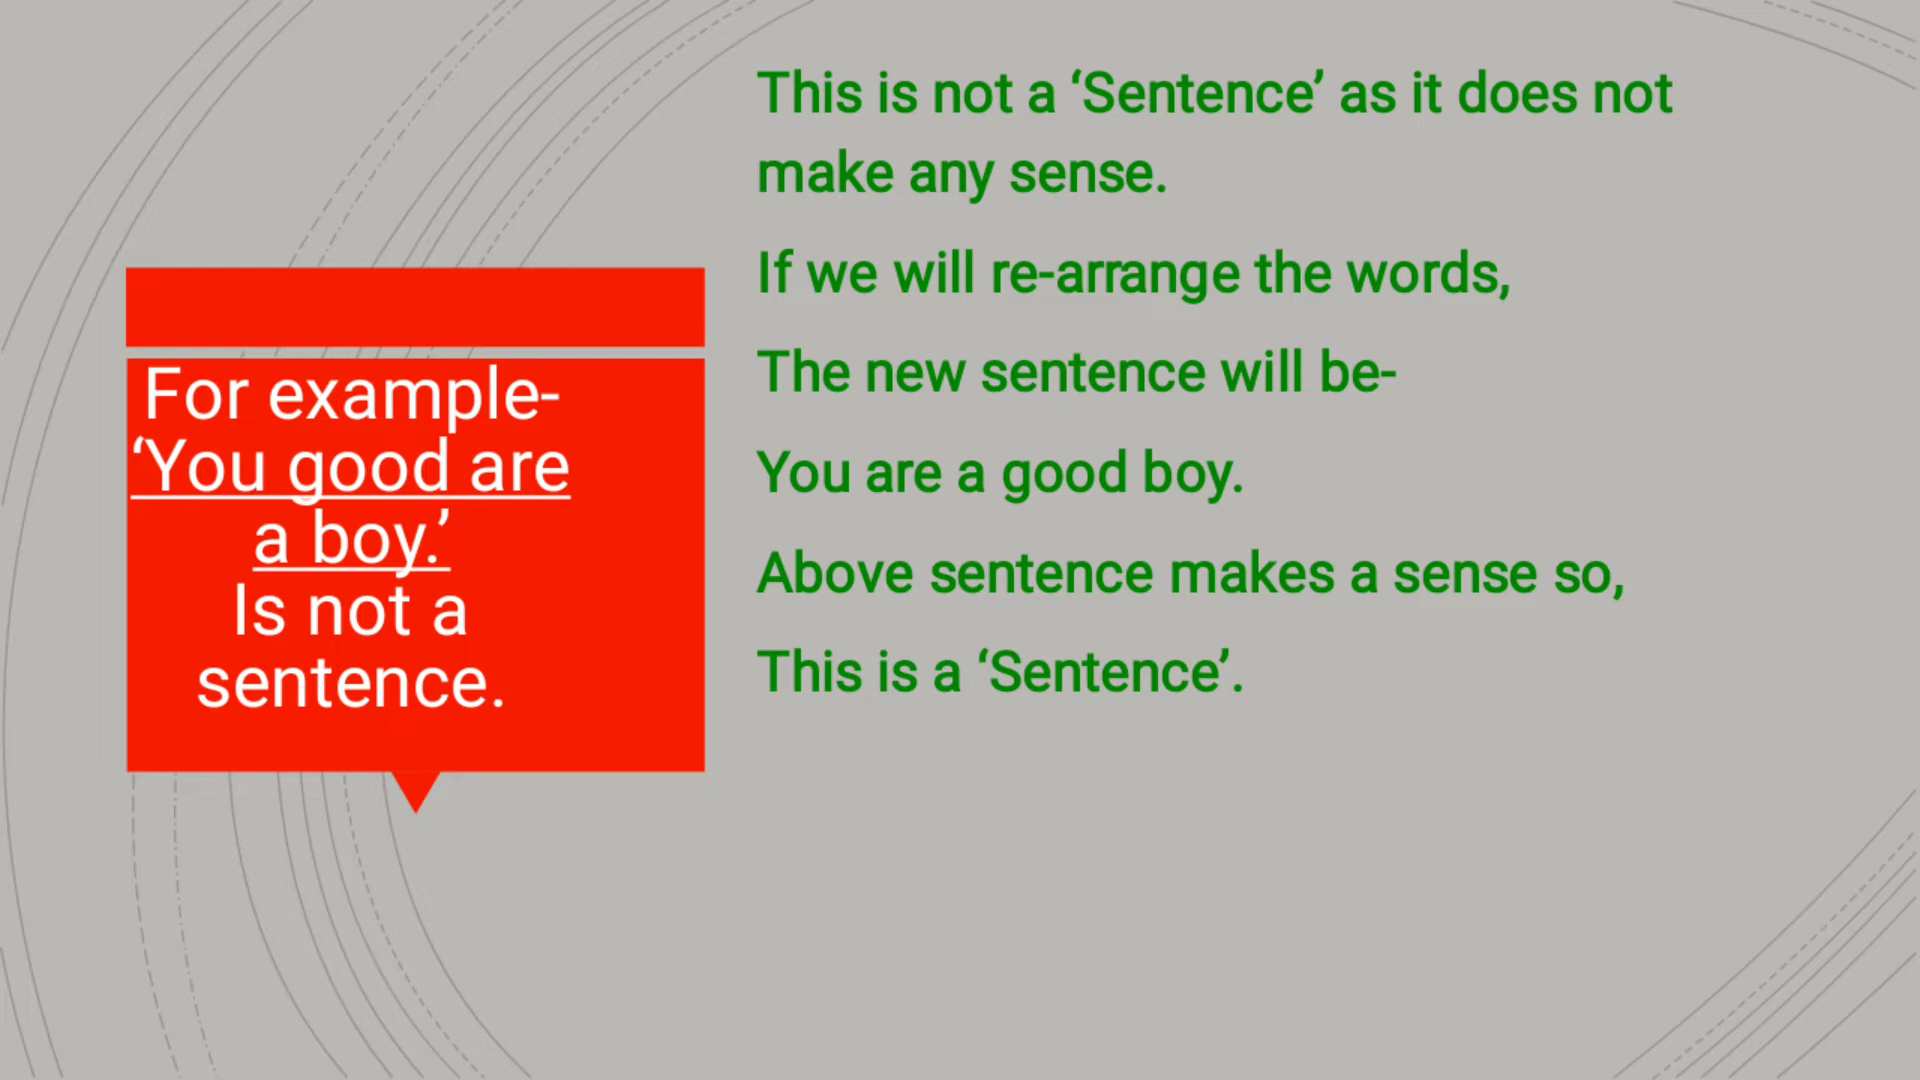 For example-
‘You good are
a boy.’
Is not a
sentence.
This is not a ‘Sentence’ as it does not
make any sense.
If we will re-arrange the words,
The new sentence will be-
You are a good boy.
Above sentence makes a sense so,
This is a ‘Sentence’.